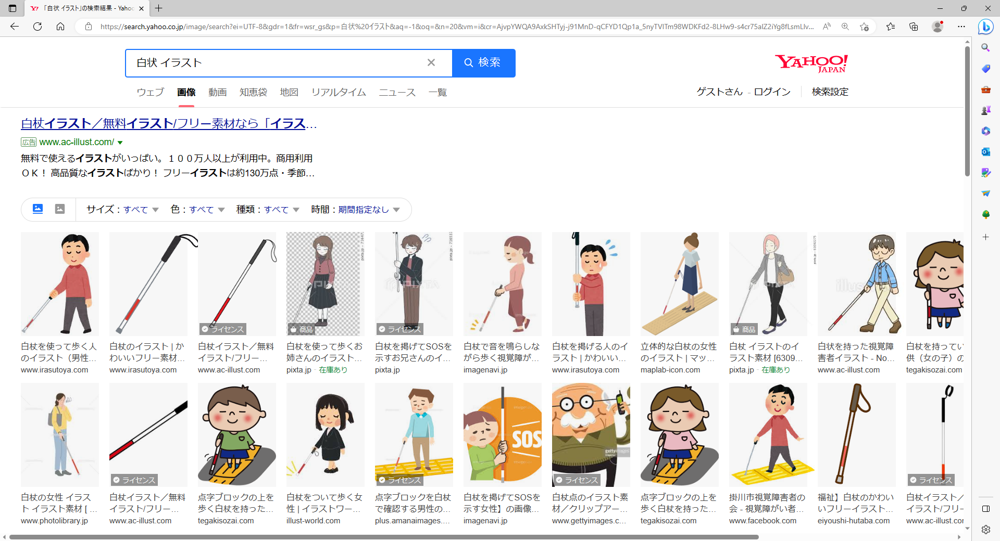 「白状 イラスト」の検索結果 - Yahoo
https://search.yahoo.co.jp/image/search?ei=UTF-8&gdr=1&fr=wsr_gs&p=白状%20イラスト&aq=-1&oq=&n=20&vm=i&cr=
白状 イラスト
検索
YAHOO!
JAPAN
ウェブ 画像 動画 知恵袋 地図 リアルタイム ニュース 一覧
ゲストさん - ログイン 検索設定
白杖イラスト／無料イラスト/フリー素材なら「イラス...
広告 www.ac-illust.com/
無料で使えるイラストがいっぱい。１００万人以上が利用中。商用利用
ＯＫ！ 高品質なイラストばかり！ フリーイラストは約130万点・季節...
サイズ：すべて 色：すべて 種類：すべて 時間：期間指定なし
ライセンス
商品
ライセンス
商品
PIXTA
PIXTA
白杖を使って歩く人
のイラスト（男性...
www.irasutoya.com
白杖のイラスト | か
わいいフリー素材...
www.irasutoya.com
白杖イラスト／無料
イラスト/フリー...
www.ac-illust.com
白杖を使って歩くお
姉さんのイラスト...
pixta.jp - 在庫あり
白杖を掲げてSOSを
示すお兄さんのイ...
pixta.jp
白杖で音を鳴らしな
がら歩く視覚障が...
imagenavi.jp
白杖を掲げる人のイ
ラスト | かわいい...
www.irasutoya.com
立体的な白杖の女性
のイラスト | マッ...
maplab-icon.com
白杖 イラストのイ
ラスト素材 [6309...
pixta.jp - 在庫あり
白状を持った視覚障
害者イラスト - No...
www.ac-illust.com
白杖を持ってい
供（女の子）の
tegakisozai.com
ライセンス
ライセンス
SOS
gettyimages
ライセンス
ライセンス
白杖の女性 イラス
ト イラスト素材 [ ...
www.photolibrary.jp
白杖イラスト／無料
イラスト/フリー...
www.ac-illust.com
点字ブロックの上を
歩く白杖を持った...
tegakisozai.com
白杖をついて歩く女
性 | イラストワー...
illust-world.com
点字ブロックを白杖
で確認する男性の...
plus.amanaimages....
白杖を掲げてSOSを
示す女性】の画像...
imagenavi.jp
白杖点のイラスト素
材／クリップアー...
www.gettyimages.c...
点字ブロックの上を
歩く白杖を持った...
tegakisozai.com
掛川市視覚障害者の
会 - 視覚障がい者...
www.facebook.com
福祉】白杖のかわい
いフリーイラスト...
eiyoushi-hutaba.com
白杖イラスト／
イラスト/フリー
www.ac-illust.com